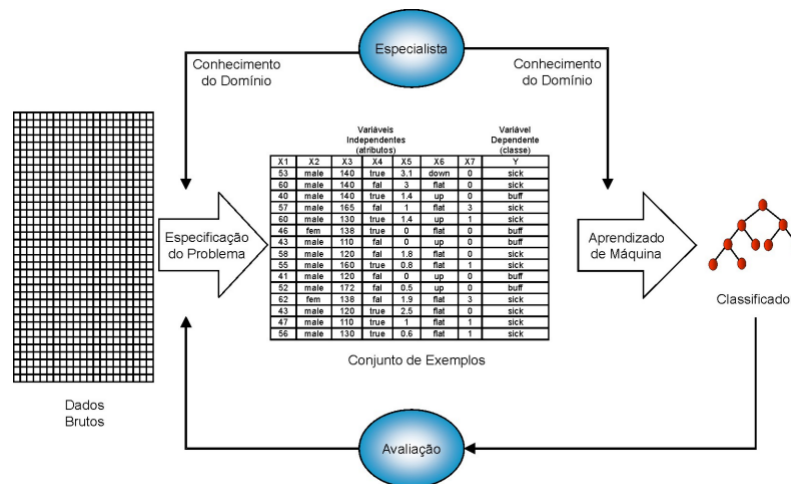 Especialista
Conhecimento
do Domínio
Conhecimento
do Domínio
Variáveis
Independentes
(atributos)
Variável
Dependente
(classe)
X1 X2 X3 X4 X5 X6 X7 Y
53 male 140 true 3.1 down 0 sick
60 male 140 fal 3 flat 0 sick
40 male 140 true 1.4 up 0 buff
57 male 165 fal 1 flat 3 sick
60 male 130 true 1.4 up 1 sick
46 fem 138 true 0 flat 0 buff
43 male 110 fal 0 up 0 buff
58 male 120 fal 1.8 flat 0 sick
55 male 160 true 0.8 flat 1 sick
41 male 120 fal 0 up 0 buff
52 male 172 fal 0.5 up 0 buff
62 fem 138 fal 1.9 flat 3 sick
43 male 120 true 2.5 flat 0 sick
47 male 110 true 1 flat 1 sick
56 male 130 true 0.6 flat 1 sick
Especificação
do Problema
Aprendizado
de Máquina
Classificado
Conjunto de Exemplos
Dados
Brutos
Avaliação